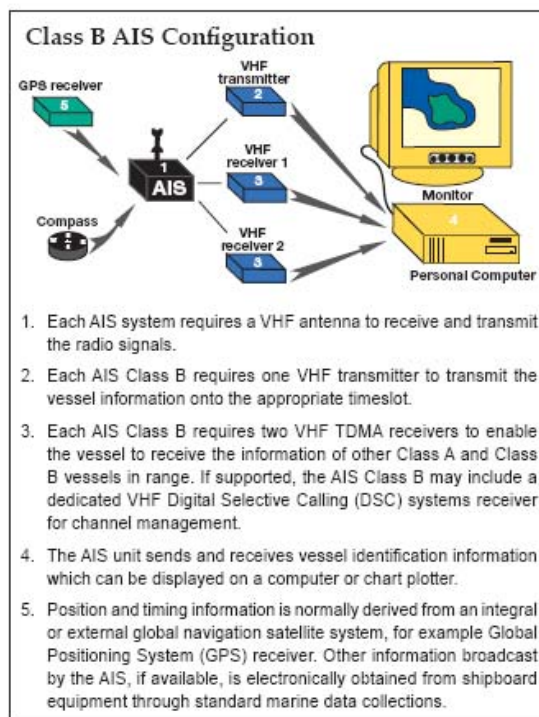 Class B AIS Configuration
VHF
transmitter
GPS receiver
5
2
1
AIS
VHF
receiver 1
3
Compass
VHF
receiver 2
3
Monitor
4
Personal Computer
1. Each AIS system requires a VHF antenna to receive and transmit
the radio signals.
2. Each AIS Class B requires one VHF transmitter to transmit the
vessel information onto the appropriate timeslot.
3. Each AIS Class B requires two VHF TDMA receivers to enable
the vessel to receive the information of other Class A and Class
B vessels in range. If supported, the AIS Class B may include a
dedicated VHF Digital Selective Calling (DSC) systems receiver
for channel management.
4. The AIS unit sends and receives vessel identification information
which can be displayed on a computer or chart plotter.
5. Position and timing information is normally derived from an integral
or external global navigation satellite system, for example Global
Positioning System (GPS) receiver. Other information broadcast
by the AIS, if available, is electronically obtained from shipboard
equipment through standard marine data collections.